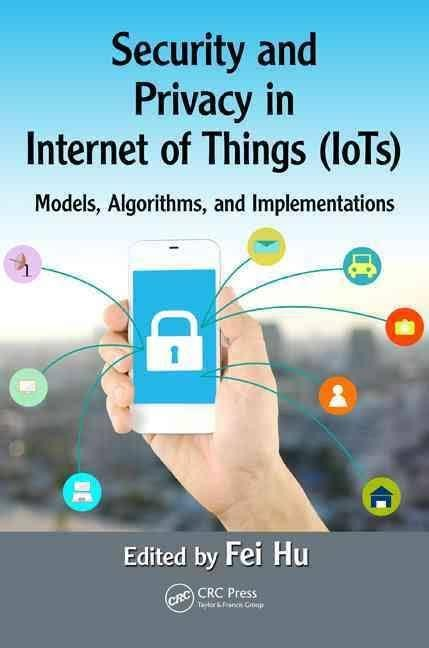 Security and
Privacy in
Internet of Things (IoTs)
Models, Algorithms, and Implementations
Edited by Fei Hu
CRC
CRC Press
Taylor & Francis Group